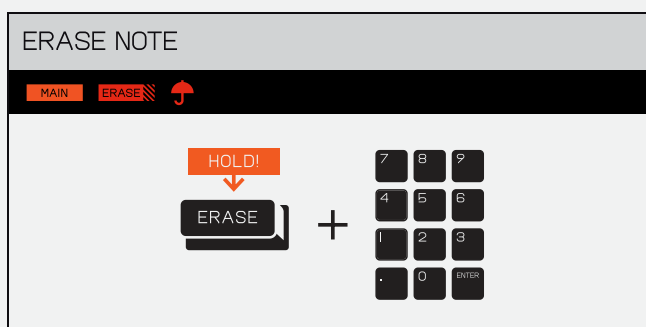 ERASE NOTE
MAIN ERASE
HOLD!
ERASE
7 8 9
4 5 6
1 2 3
. 0 ENTER